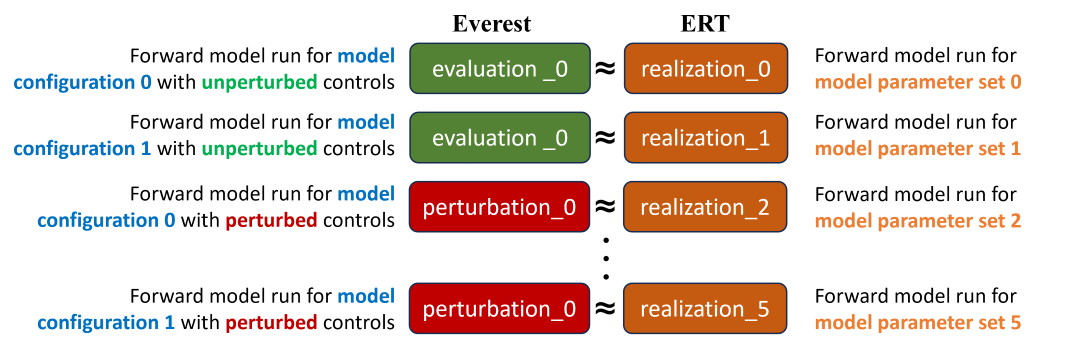 Everest ERT
Forward model run for model evaluation _0 ≈ realization_0 Forward model run for
configuration 0 with unperturbed controls model parameter set 0
Forward model run for model evaluation _0 ≈ realization_1 Forward model run for
configuration 1 with unperturbed controls model parameter set 1
Forward model run for model perturbation_0 ≈ realization_2 Forward model run for
configuration 0 with perturbed controls model parameter set 2
Forward model run for model perturbation_0 ≈ realization_5 Forward model run for
configuration 1 with perturbed controls model parameter set 5